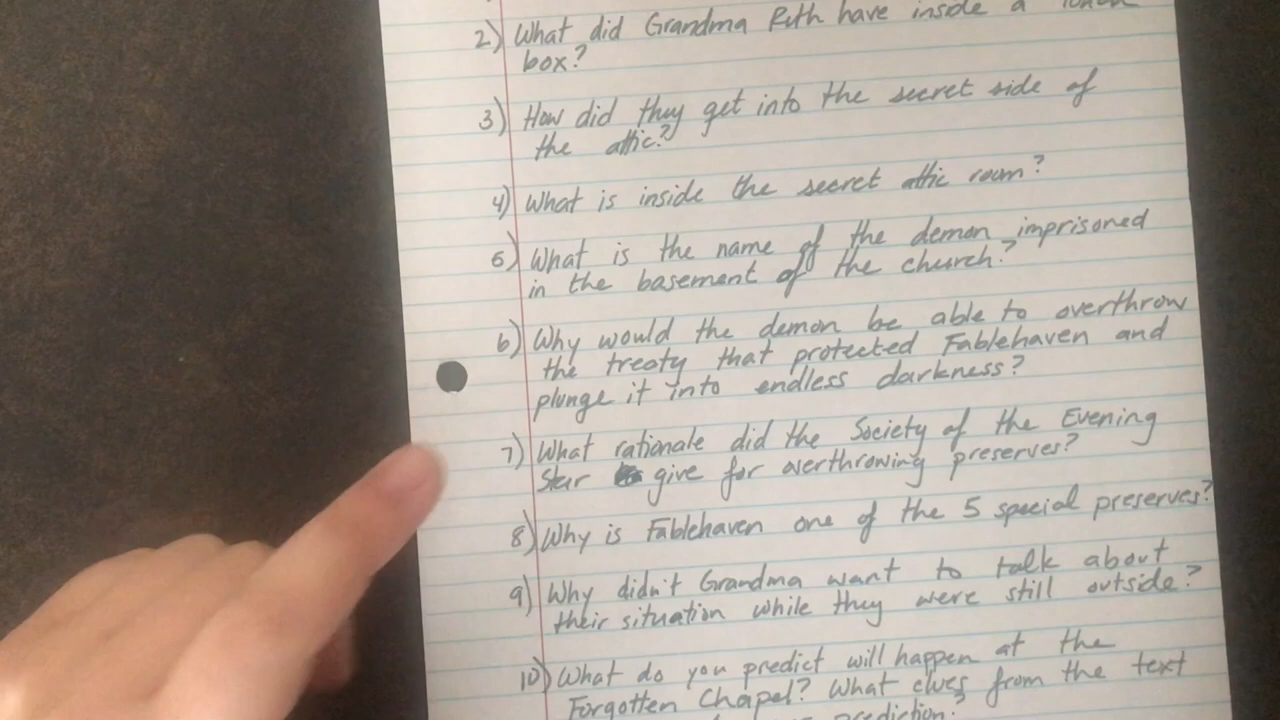 2) What did Grandma Ruth have inside a lunch
box?
3) How did they get into the secret side of
the attic?
4) What is inside the secret attic room?
5) What is the name of the demon imprisoned
in the basement of the church?
6) Why would the demon be able to overthrow
the treaty that protected Fablehaven and
plunge it into endless darkness?
7) What rationale did the Society of the Evening
Star give for overthrowing preserves?
8) Why is Fablehaven one of the 5 special preserves?
9) Why didn't Grandma want to talk about
their situation while they were still outside?
10) What do you predict will happen at the
Forgotten Chapel? What clues from the text
prediction?